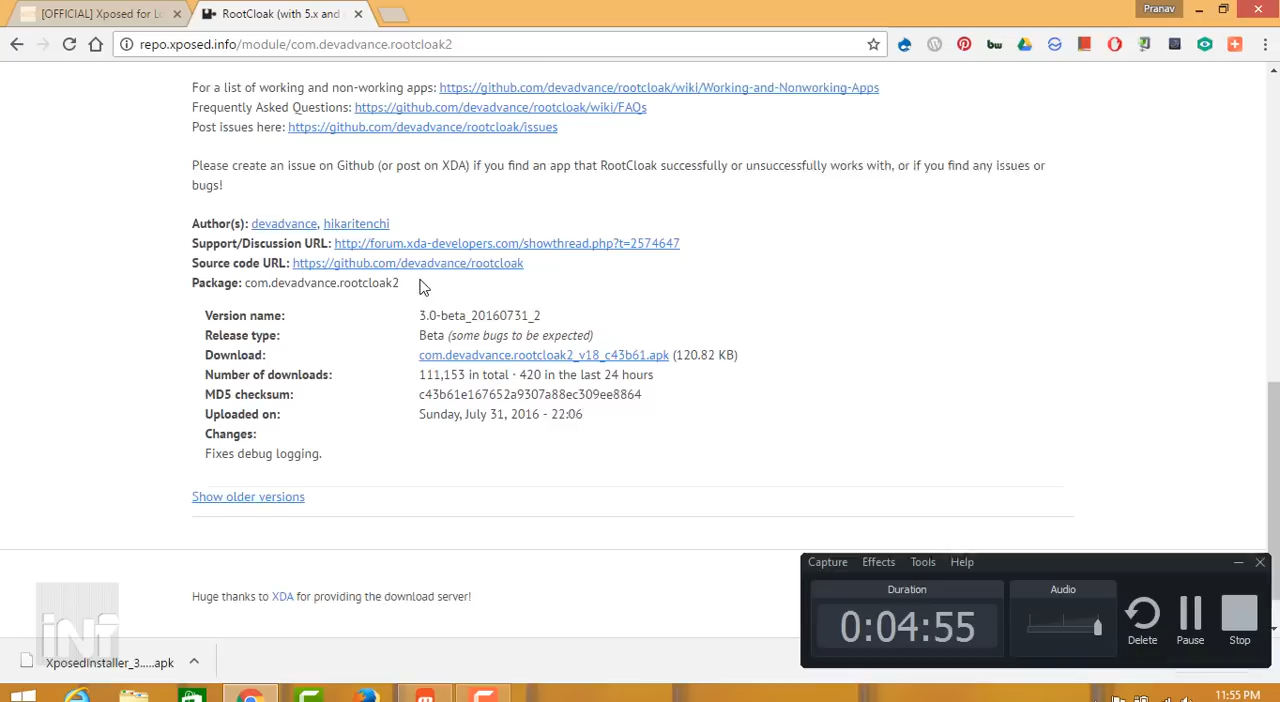 [OFFICIAL] Xposed for Lo
RootCloak (with 5.x and
Pranav
repo.xposed.info/module/com.devadvance.rootcloak2
For a list of working and non-working apps: https://github.com/devadvance/rootcloak/wiki/Working-and-Nonworking-Apps
Frequently Asked Questions: https://github.com/devadvance/rootcloak/wiki/FAQs
Post issues here: https://github.com/devadvance/rootcloak/issues
Please create an issue on Github (or post on XDA) if you find an app that RootCloak successfully or unsuccessfully works with, or if you find any issues or
bugs!
Author(s): devadvance, hikaritenchi
Support/Discussion URL: http://forum.xda-developers.com/showthread.php?t=2574647
Source code URL: https://github.com/devadvance/rootcloak
Package: com.devadvance.rootcloak2
Version name: 3.0-beta_20160731_2
Release type: Beta (some bugs to be expected)
Download: com.devadvance.rootcloak2_v18_c43b61.apk (120.82 KB)
Number of downloads: 111,153 in total · 420 in the last 24 hours
MD5 checksum: c43b61e167652a9307a88ec309ee8864
Uploaded on: Sunday, July 31, 2016 - 22:06
Changes:
Fixes debug logging.
Show older versions
Huge thanks to XDA for providing the download server!
Capture Effects Tools Help
Duration
Audio
0:04:55
Delete Pause Stop
XposedInstaller_3.....apk
11:55 PM